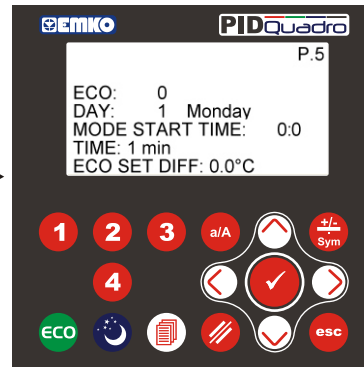 EMKO PIDQuadro
P.5
ECO: 0
DAY: 1 Monday
MODE START TIME: 0:0
TIME: 1 min
ECO SET DIFF: 0.0°C
1 2 3 a/A +/- Sym
4
ECO esc